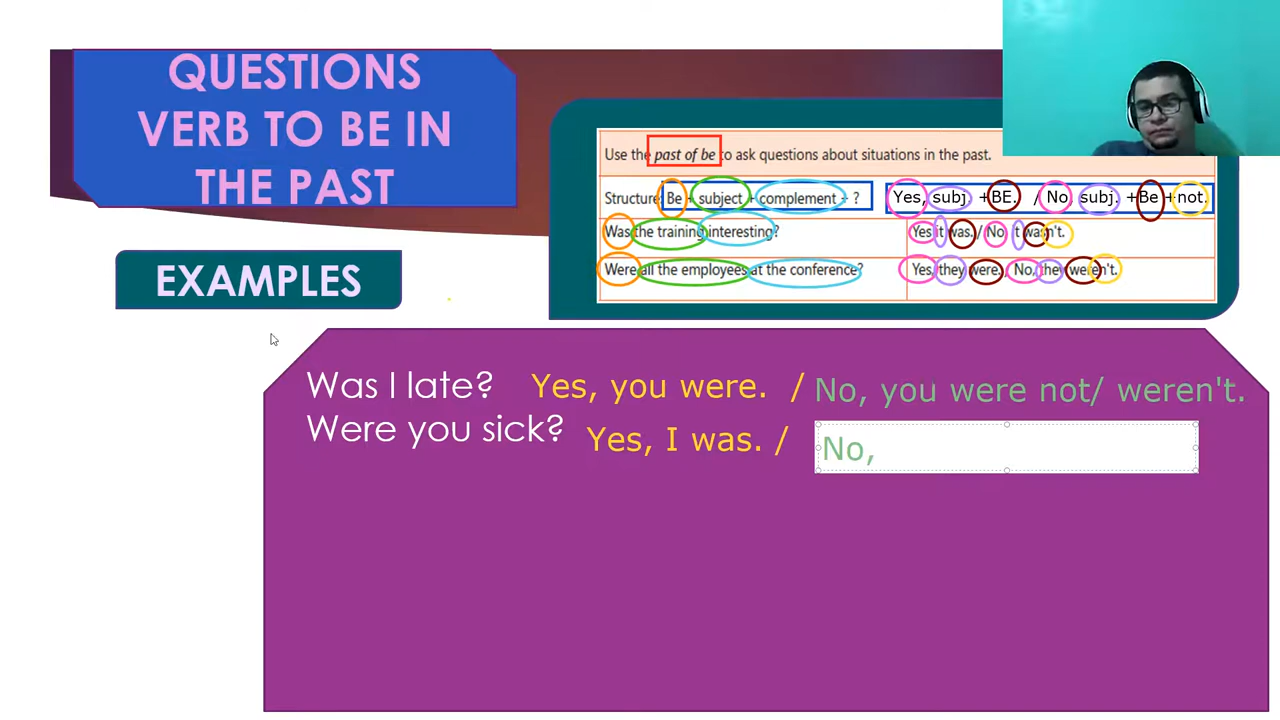 QUESTIONS
VERB TO BE IN
THE PAST
Use the past of be to ask questions about situations in the past.
Structure: Be + subject + complement + ?
Yes, subj. +BE. / No, subj. +Be +not.
Was the training interesting?
Yes it was. / No, it wasn't.
Were all the employees at the conference?
Yes, they were. / No, they weren't.
EXAMPLES
Was I late? Yes, you were. / No, you were not/ weren't.
Were you sick? Yes, I was. / No,